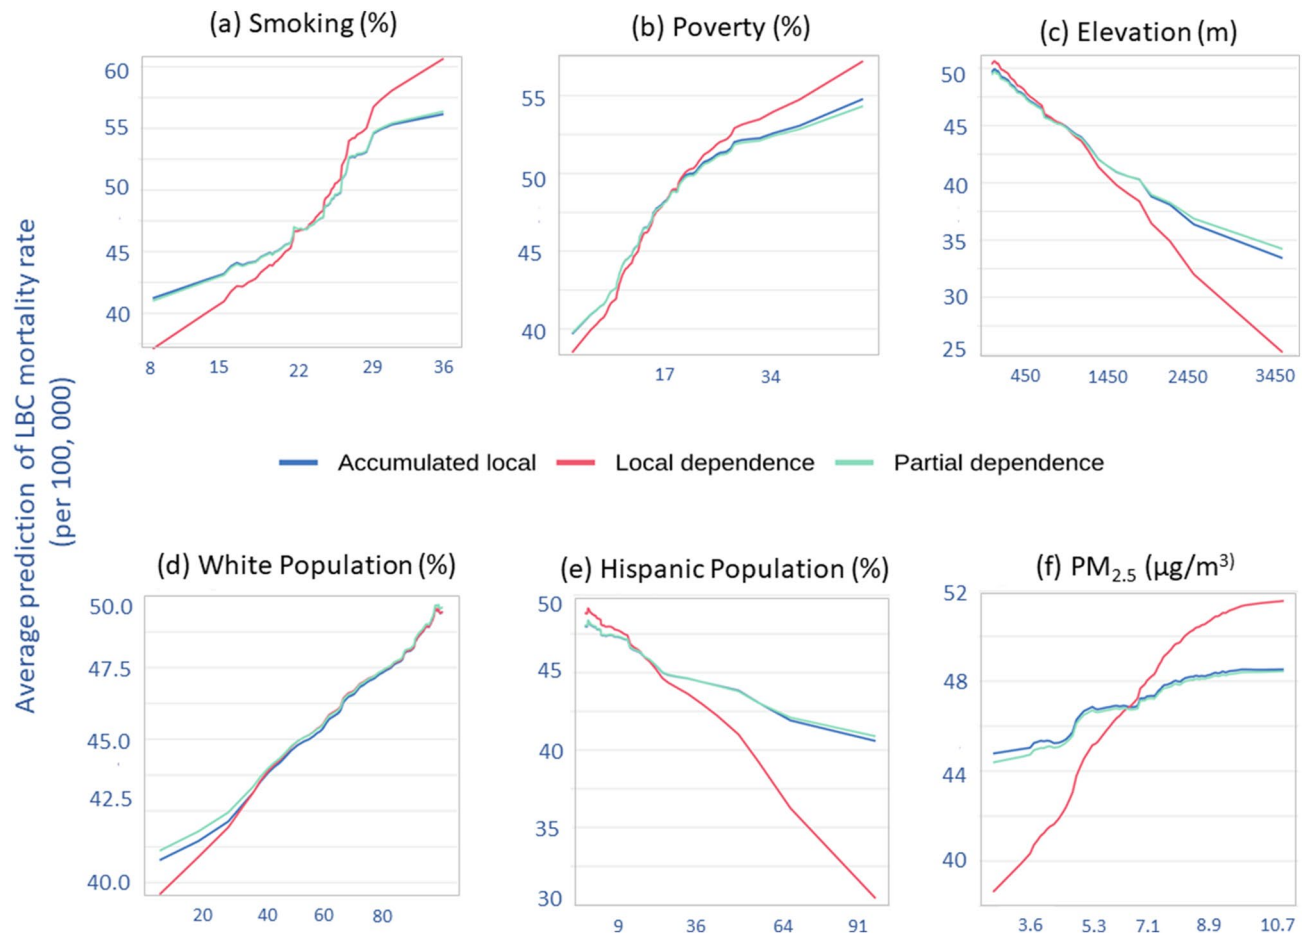 (a) Smoking (%)
(b) Poverty (%)
(c) Elevation (m)
60
55
50
45
40
8 15 22 29 36
55
50
45
40
17 34
50
45
40
35
30
25
450 1450 2450 3450
Average prediction of LBC mortality rate
(per 100, 000)
Accumulated local Local dependence Partial dependence
(d) White Population (%)
(e) Hispanic Population (%)
(f) PM2.5 (µg/m³)
50.0
47.5
45.0
42.5
40.0
20 40 60 80
50
45
40
35
30
9 36 64 91
52
48
44
40
3.6 5.3 7.1 8.9 10.7